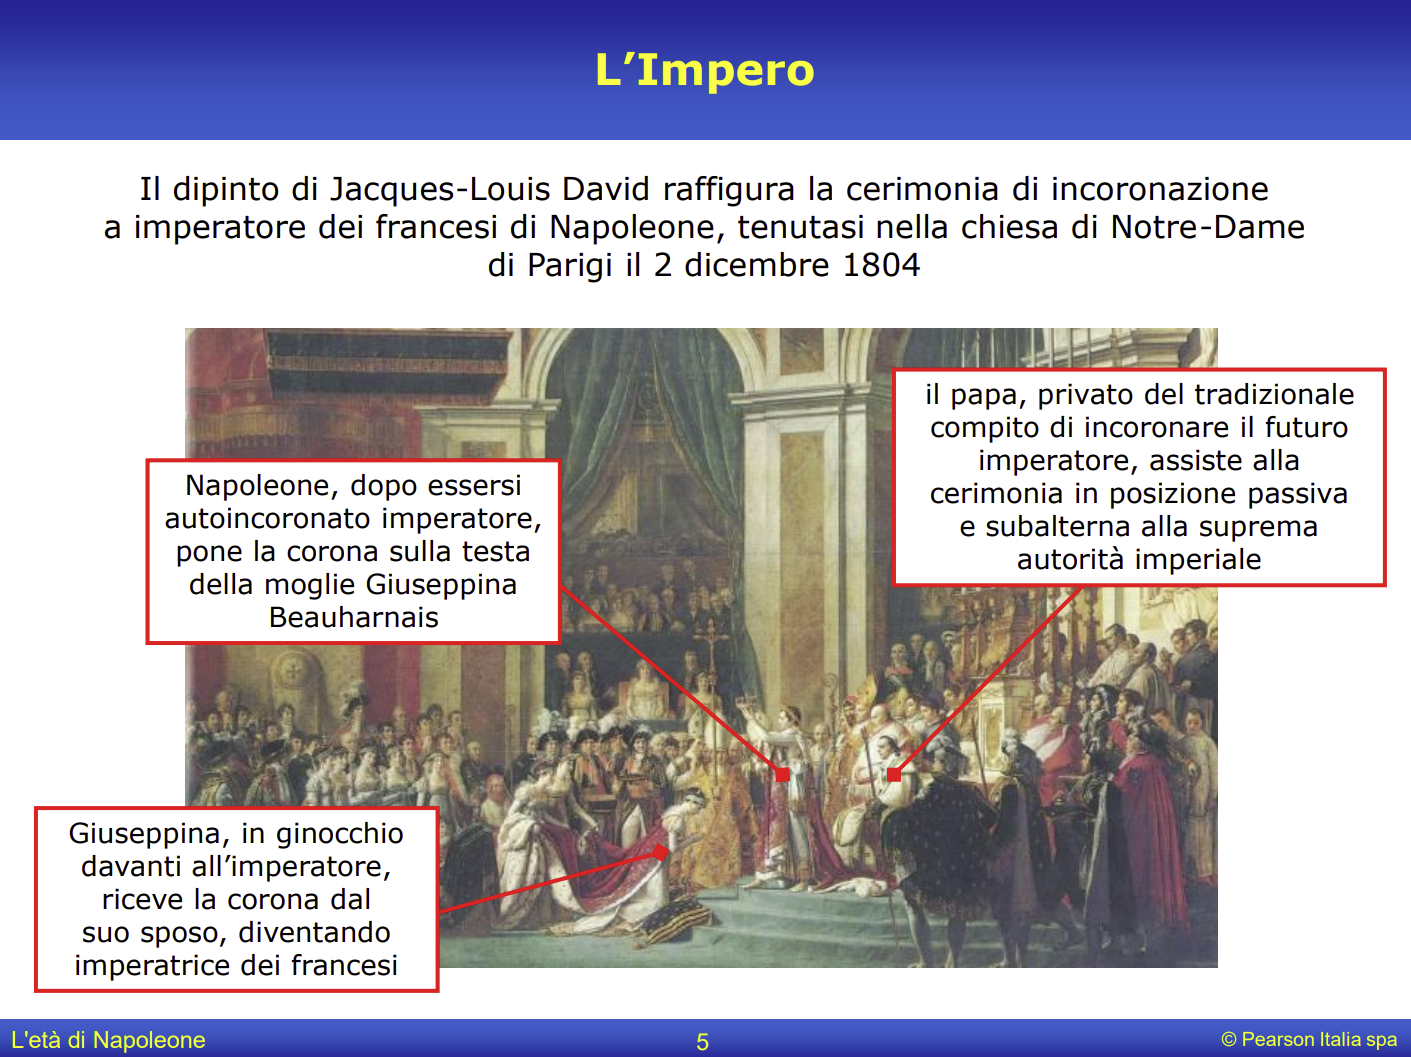 L’Impero
Il dipinto di Jacques-Louis David raffigura la cerimonia di incoronazione
a imperatore dei francesi di Napoleone, tenutasi nella chiesa di Notre-Dame
di Parigi il 2 dicembre 1804
il papa, privato del tradizionale
compito di incoronare il futuro
imperatore, assiste alla
cerimonia in posizione passiva
e subalterna alla suprema
autorità imperiale
Napoleone, dopo essersi
autoincoronato imperatore,
pone la corona sulla testa
della moglie Giuseppina
Beauharnais
Giuseppina, in ginocchio
davanti all’imperatore,
riceve la corona dal
suo sposo, diventando
imperatrice dei francesi
L'età di Napoleone
5
© Pearson Italia spa